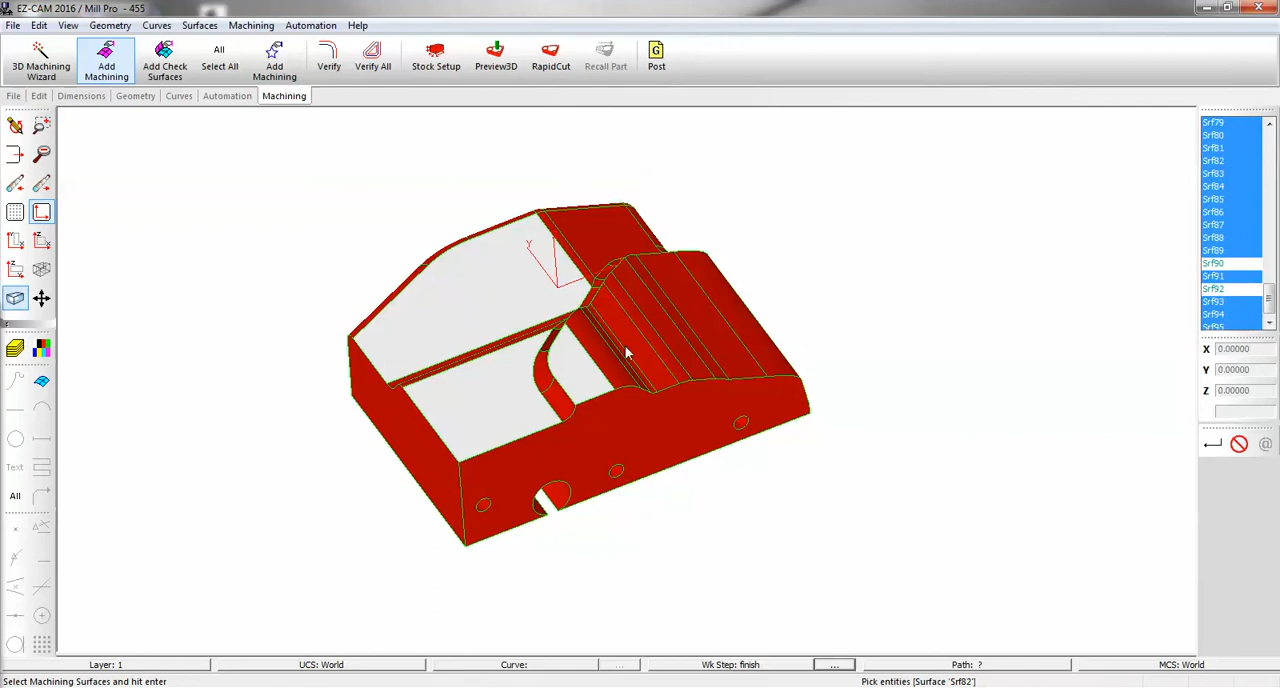 EZ-CAM 2016 / Mill Pro - 455
File Edit View Geometry Curves Surfaces Machining Automation Help
3D Machining Wizard
Add Machining
Add Check Surfaces
All
Select All
Add Machining
Verify
Verify All
Stock Setup
Preview3D
RapidCut
Recall Part
G
Post
File Edit Dimensions Geometry Curves Automation Machining
Y
Text
All
Srf79
Srf80
Srf81
Srf82
Srf83
Srf84
Srf85
Srf86
Srf87
Srf88
Srf89
Srf90
Srf91
Srf92
Srf93
Srf94
Srf95
X 0.00000
Y 0.00000
Z 0.00000
@
Layer: 1 UCS: World Curve: ... Wk Step: finish ... Path: ? MCS: World
Select Machining Surfaces and hit enter Pick entities [Surface 'Srf82']